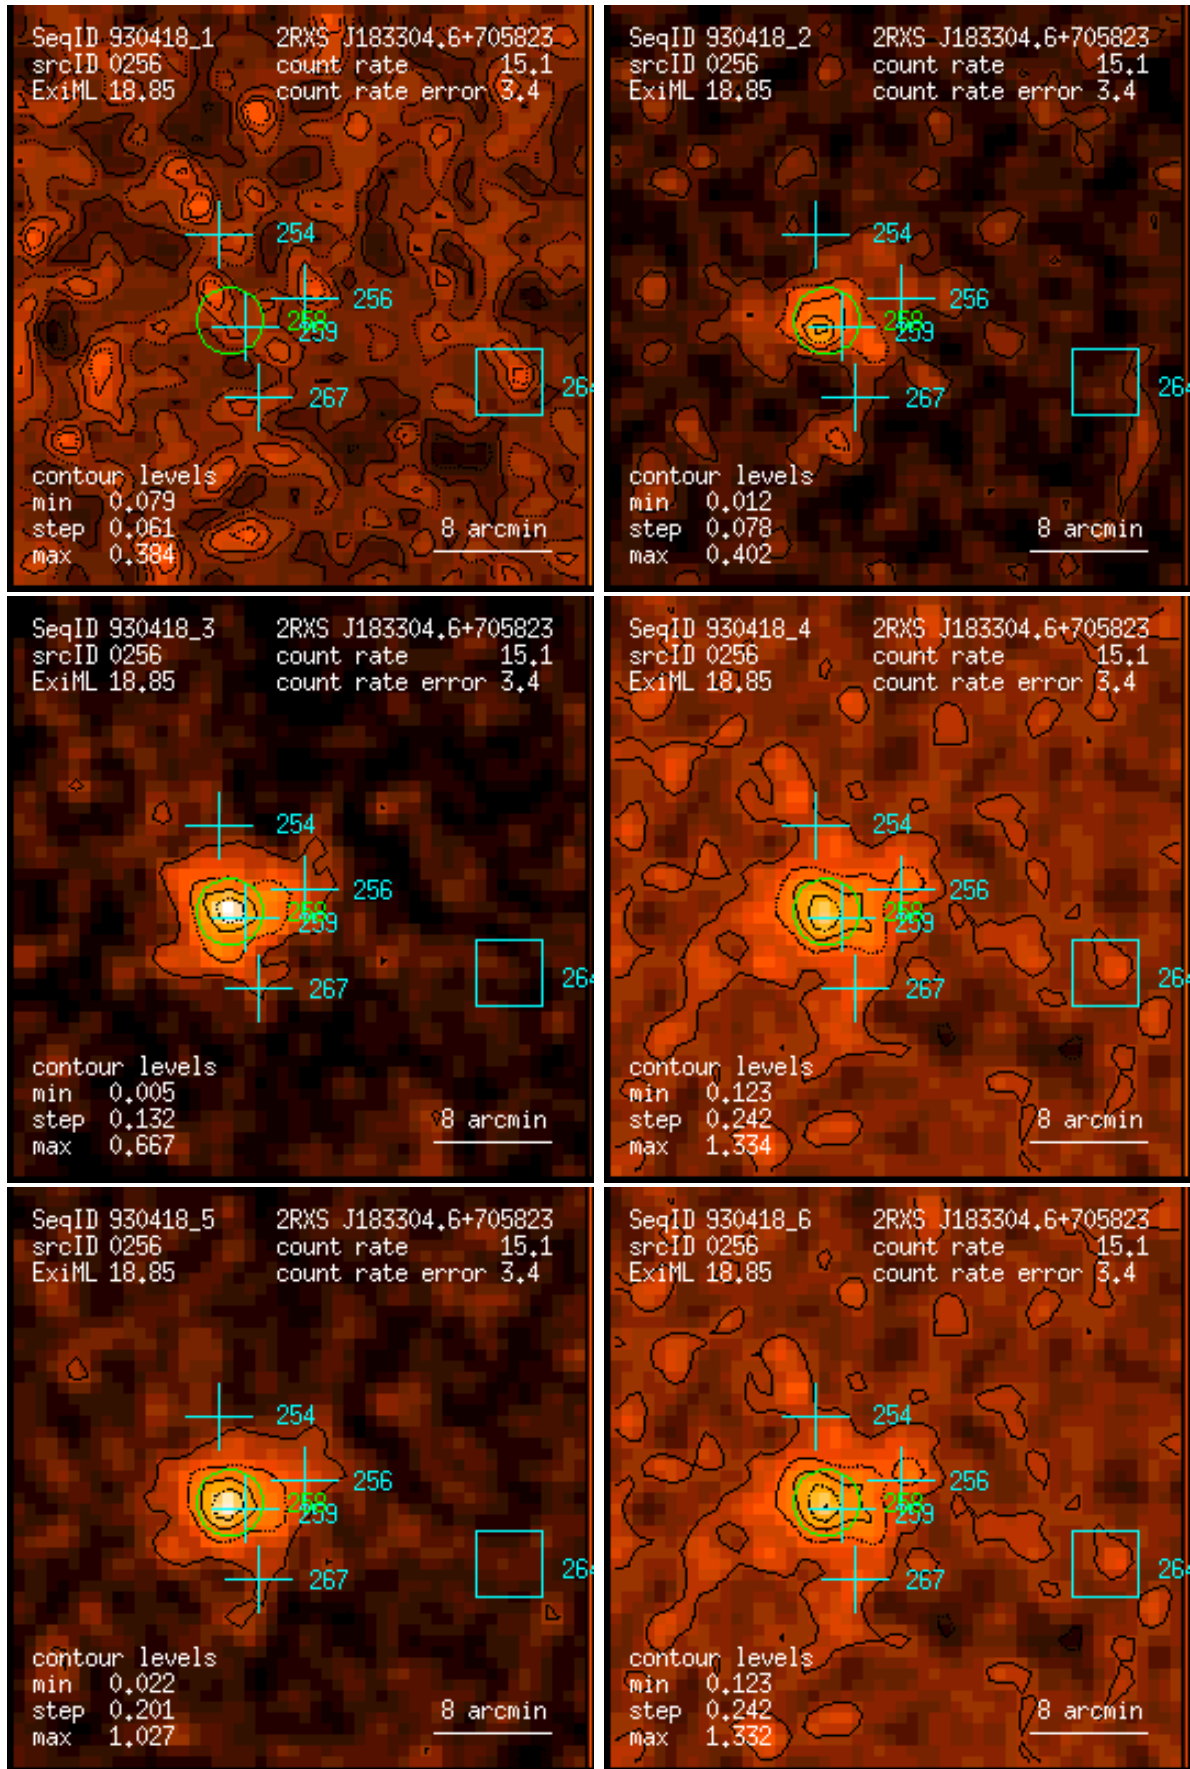 SeqID 930418_1 2RXS J183304.6+705823
srcID 0256 count rate 15.1
ExiML 18.85 count rate error 3.4
254
256
259
267
264
contour levels
min 0.079
step 0.061 8 arcmin
max 0.384
SeqID 930418_2 2RXS J183304.6+705823
srcID 0256 count rate 15.1
ExiML 18.85 count rate error 3.4
254
256
259
267
264
contour levels
min 0.012
step 0.078 8 arcmin
max 0.402
SeqID 930418_3 2RXS J183304.6+705823
srcID 0256 count rate 15.1
ExiML 18.85 count rate error 3.4
254
256
259
267
264
contour levels
min 0.005
step 0.132 8 arcmin
max 0.667
SeqID 930418_4 2RXS J183304.6+705823
srcID 0256 count rate 15.1
ExiML 18.85 count rate error 3.4
254
256
259
267
264
contour levels
min 0.123
step 0.242 8 arcmin
max 1.334
SeqID 930418_5 2RXS J183304.6+705823
srcID 0256 count rate 15.1
ExiML 18.85 count rate error 3.4
254
256
259
267
264
contour levels
min 0.022
step 0.201 8 arcmin
max 1.027
SeqID 930418_6 2RXS J183304.6+705823
srcID 0256 count rate 15.1
ExiML 18.85 count rate error 3.4
254
256
259
267
264
contour levels
min 0.123
step 0.242 8 arcmin
max 1.332